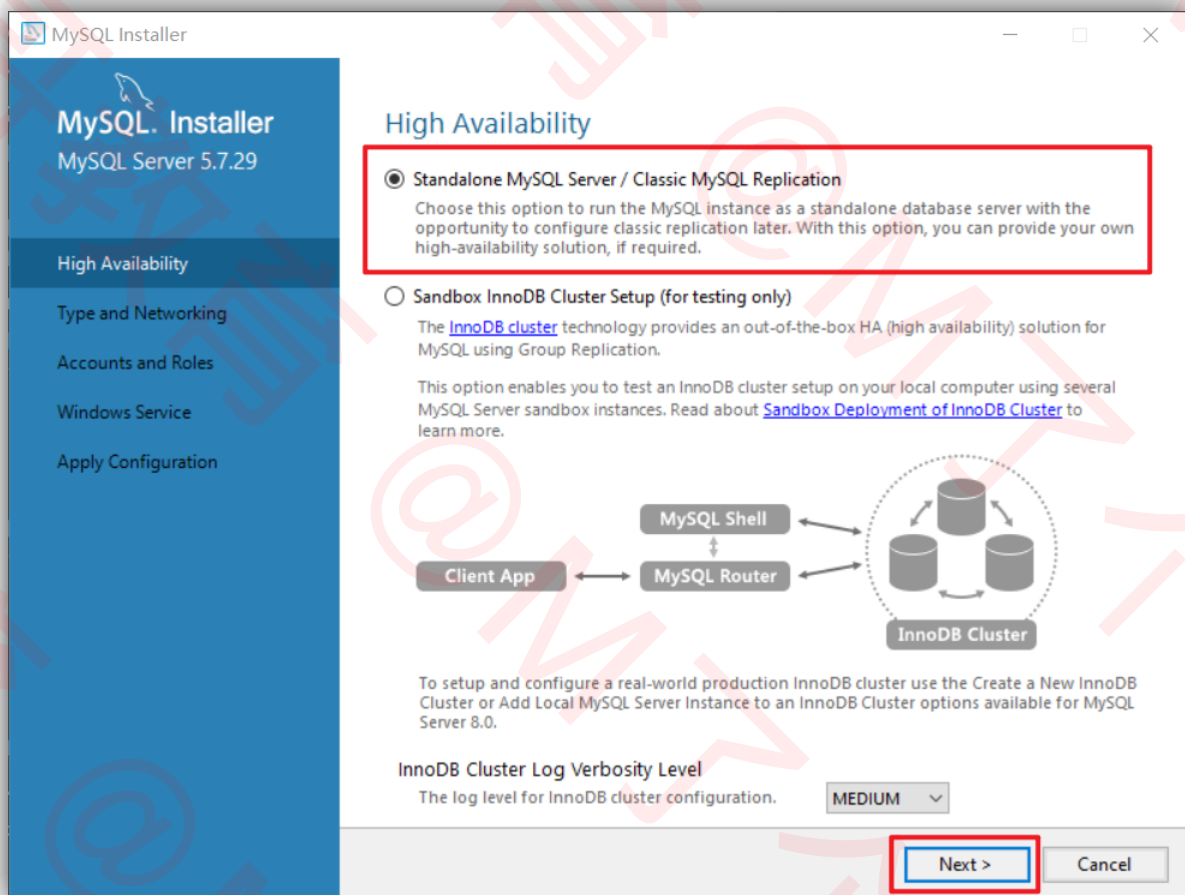 MySQL Installer
MySQL. Installer
MySQL Server 5.7.29
High Availability
Type and Networking
Accounts and Roles
Windows Service
Apply Configuration
High Availability
Standalone MySQL Server / Classic MySQL Replication
Choose this option to run the MySQL instance as a standalone database server with the
opportunity to configure classic replication later. With this option, you can provide your own
high-availability solution, if required.
Sandbox InnoDB Cluster Setup (for testing only)
The InnoDB cluster technology provides an out-of-the-box HA (high availability) solution for
MySQL using Group Replication.
This option enables you to test an InnoDB cluster setup on your local computer using several
MySQL Server sandbox instances. Read about Sandbox Deployment of InnoDB Cluster to
learn more.
MySQL Shell
Client App
MySQL Router
InnoDB Cluster
To setup and configure a real-world production InnoDB cluster use the Create a New InnoDB
Cluster or Add Local MySQL Server Instance to an InnoDB Cluster options available for MySQL
Server 8.0.
InnoDB Cluster Log Verbosity Level
The log level for InnoDB cluster configuration.
MEDIUM
Next >
Cancel